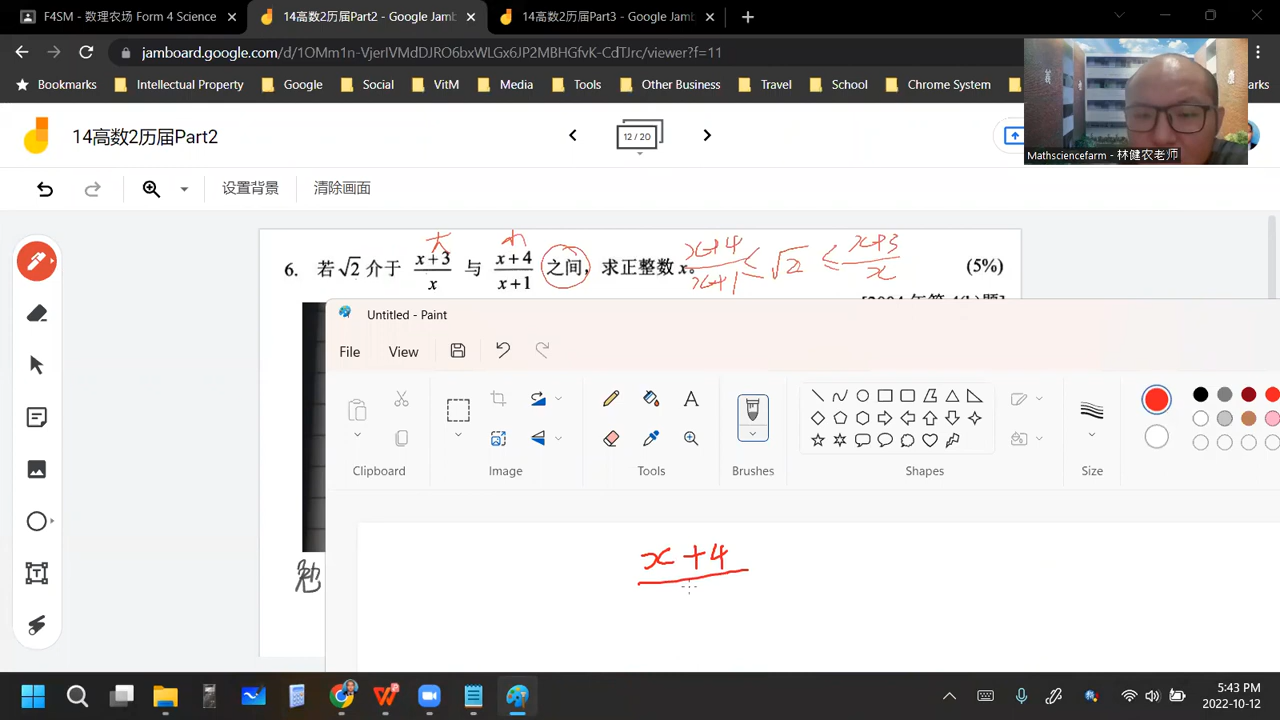 F4SM - 数理农场 Form 4 Science
14高数2历届Part2 - Google Jamb
14高数2历届Part3 - Google Jamb
jamboard.google.com/d/1OMm1n-VjerIVMdDJRO6bxWLGx6JP2MBHGfvK-CdTJrc/viewer?f=11
Bookmarks
Intellectual Property
Google
Social
VitM
Media
Tools
Other Business
Travel
School
Chrome System
14高数2历届Part2
12 / 20
Mathsciencefarm - 林健农老师
设置背景
清除画面
大
小
6. 若√2 介于 (x+3)/x 与 (x+4)/(x+1) 之间，求正整数 x。 (5%)
(x+4)/(x+1) ≤ √2 ≤ (x+3)/x
勉
Untitled - Paint
File
View
Clipboard
Image
Tools
Brushes
Shapes
Size
x+4
5:43 PM
2022-10-12